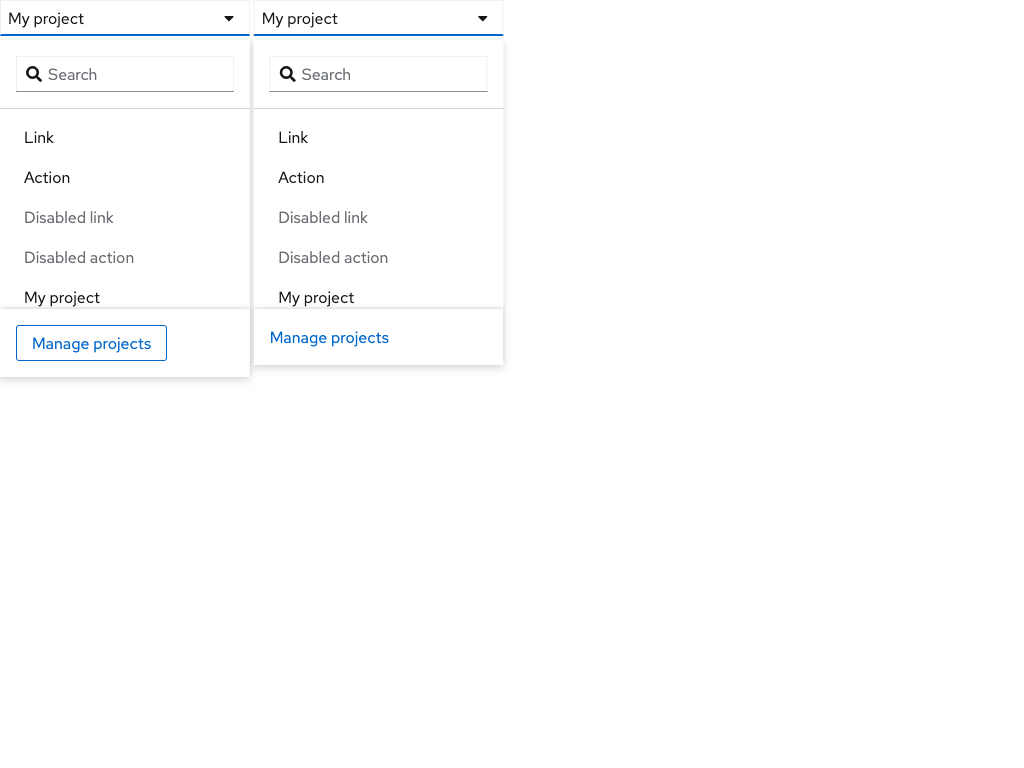 My project
Search
Link
Action
Disabled link
Disabled action
My project
Manage projects
My project
Search
Link
Action
Disabled link
Disabled action
My project
Manage projects